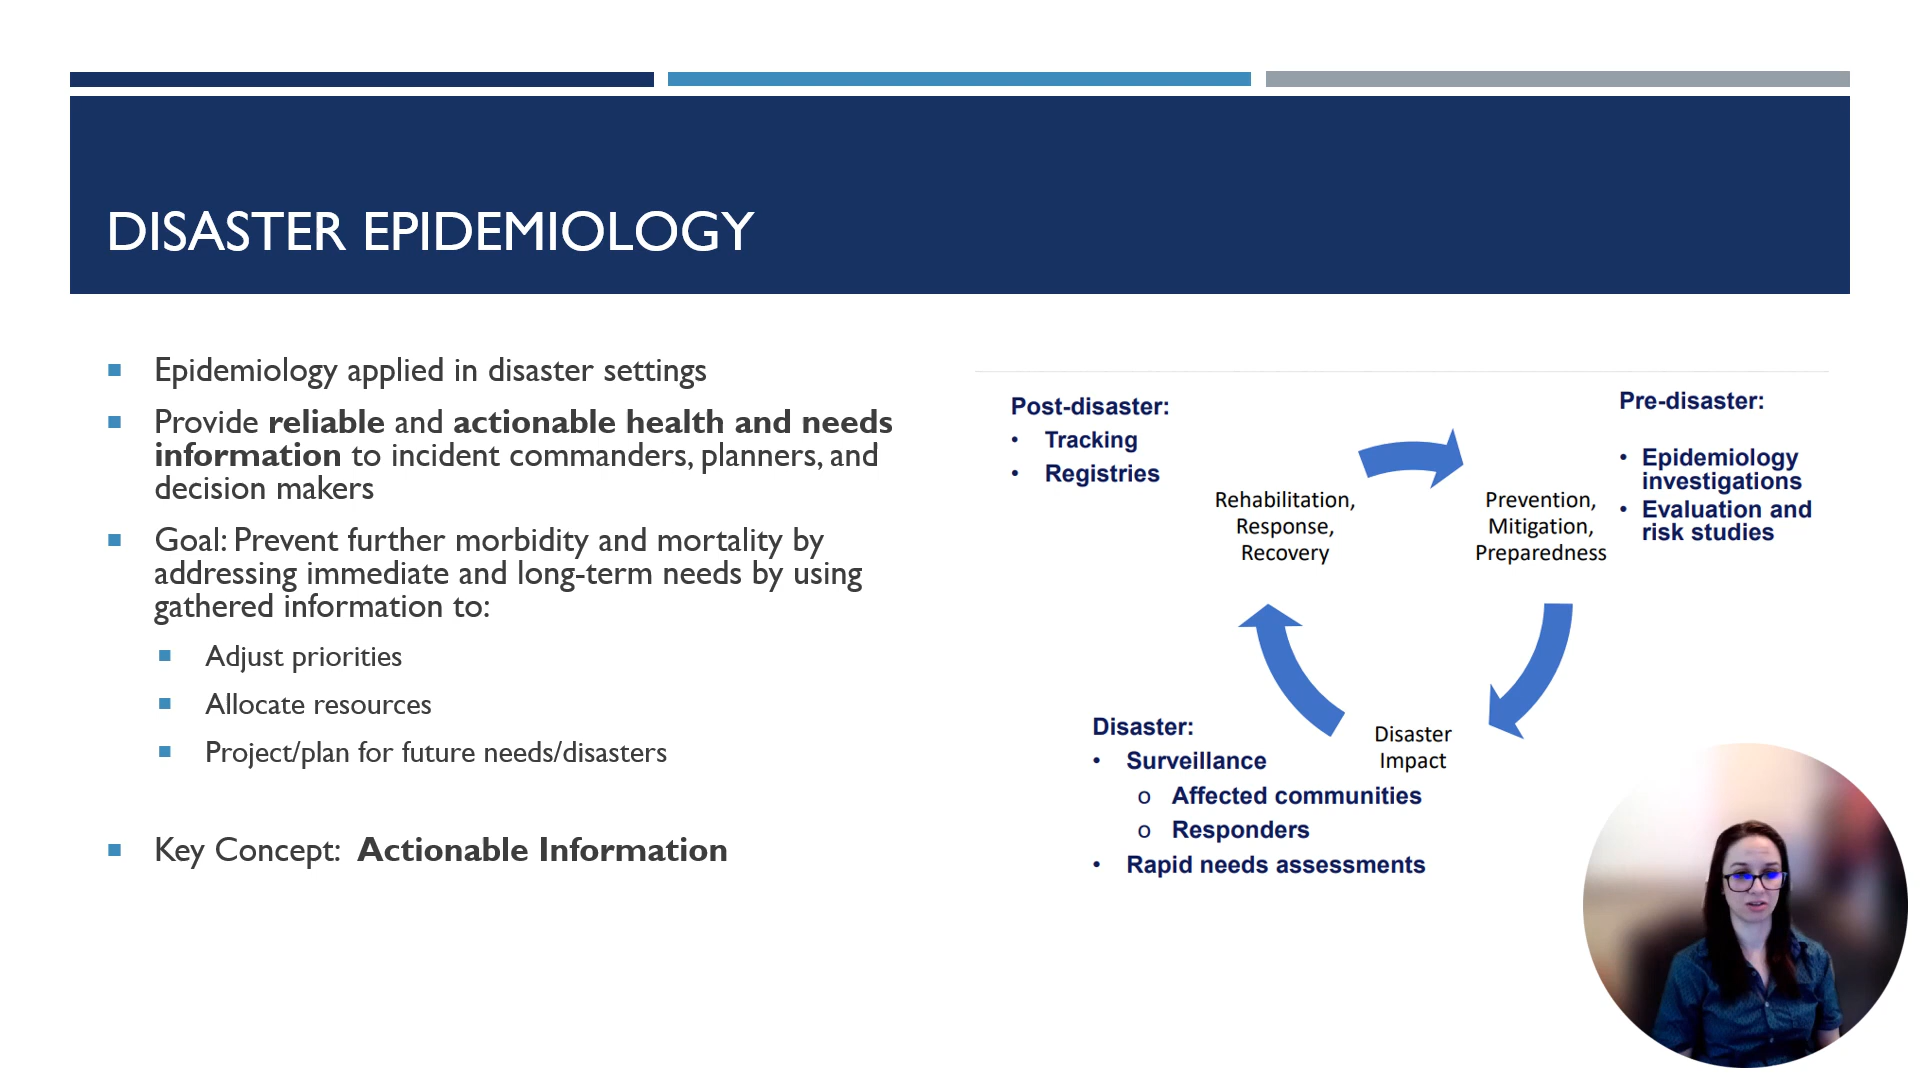 DISASTER EPIDEMIOLOGY
Epidemiology applied in disaster settings
Provide reliable and actionable health and needs
information to incident commanders, planners, and
decision makers
Goal: Prevent further morbidity and mortality by
addressing immediate and long-term needs by using
gathered information to:
Adjust priorities
Allocate resources
Project/plan for future needs/disasters
Key Concept: Actionable Information
Post-disaster:
• Tracking
• Registries
Rehabilitation,
Response,
Recovery
Pre-disaster:
• Epidemiology
investigations
• Evaluation and
risk studies
Prevention,
Mitigation,
Preparedness
Disaster:
• Surveillance
o Affected communities
o Responders
• Rapid needs assessments
Disaster
Impact